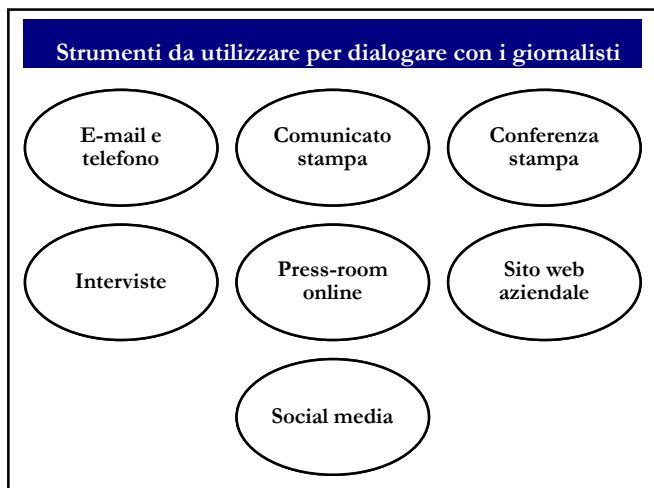 Strumenti da utilizzare per dialogare con i giornalisti
E-mail e
telefono
Comunicato
stampa
Conferenza
stampa
Interviste
Press-room
online
Sito web
aziendale
Social media